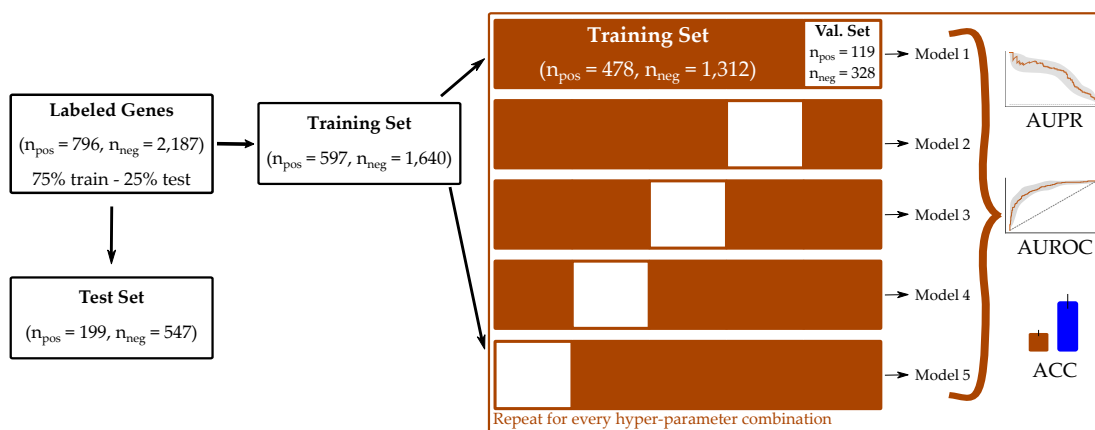 Labeled Genes
(npos = 796, nneg = 2,187)
75% train - 25% test
Test Set
(npos = 199, nneg = 547)
Training Set
(npos = 597, nneg = 1,640)
Training Set
(npos = 478, nneg = 1,312)
Val. Set
npos = 119
nneg = 328
Model 1
Model 2
Model 3
Model 4
Model 5
Repeat for every hyper-parameter combination
AUPR
AUROC
ACC